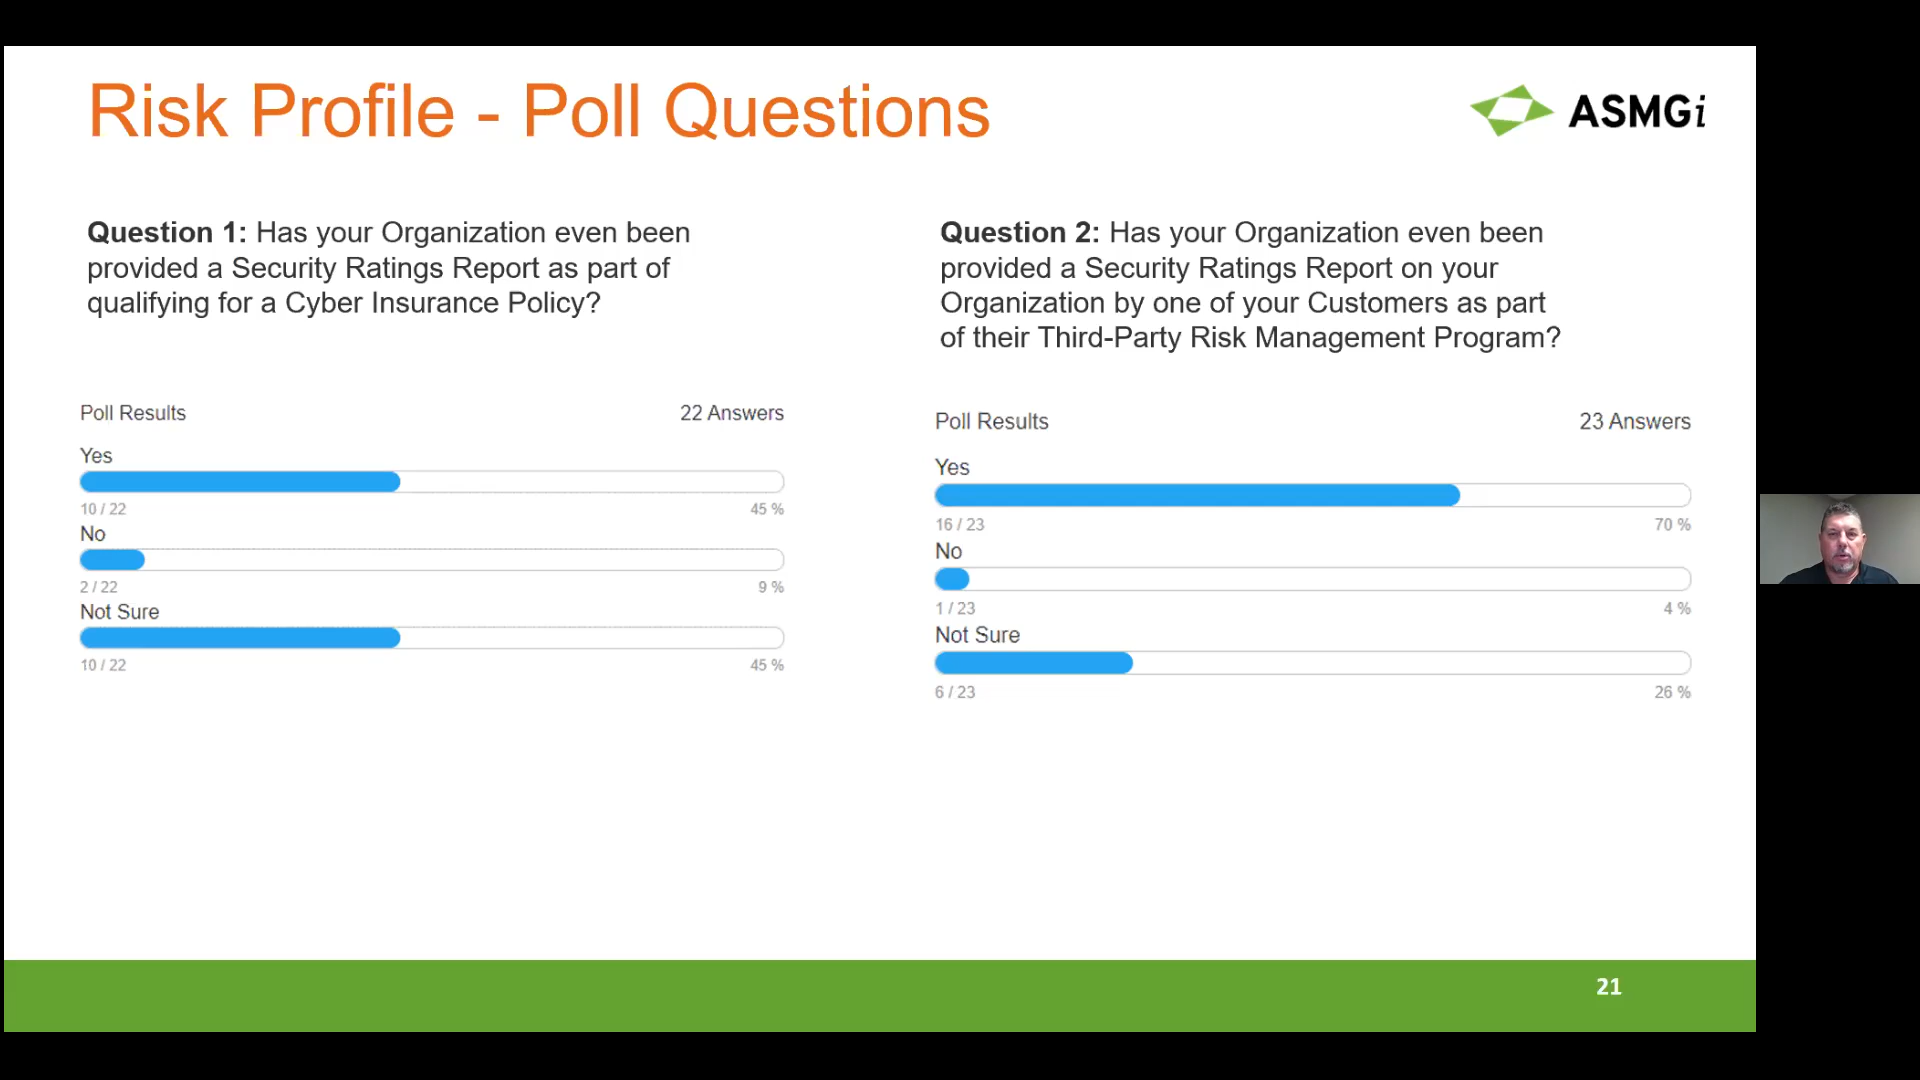 Risk Profile - Poll Questions
ASMGi
Question 1: Has your Organization even been
provided a Security Ratings Report as part of
qualifying for a Cyber Insurance Policy?
Poll Results 22 Answers
Yes
10 / 22 45 %
No
2 / 22 9 %
Not Sure
10 / 22 45 %
Question 2: Has your Organization even been
provided a Security Ratings Report on your
Organization by one of your Customers as part
of their Third-Party Risk Management Program?
Poll Results 23 Answers
Yes
16 / 23 70 %
No
1 / 23 4 %
Not Sure
6 / 23 26 %
21